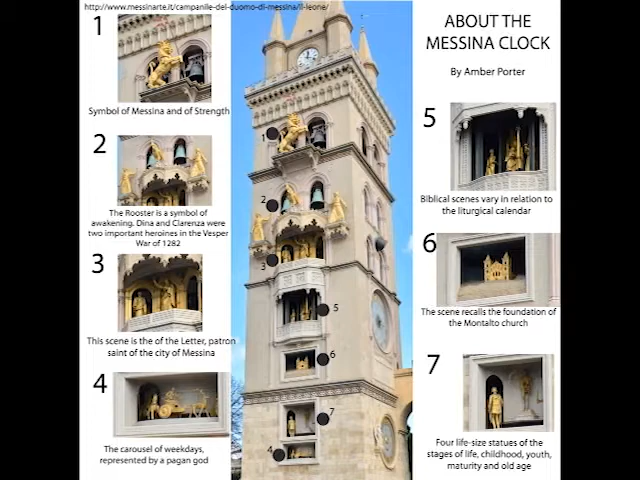 http://www.messinarte.it/campanile-del-duomo-di-messina/il-leone/
ABOUT THE
MESSINA CLOCK
By Amber Porter
1
Symbol of Messina and of Strength
2
The Rooster is a symbol of
awakening. Dina and Clarenza were
two important heroines in the Vesper
War of 1282
3
This scene is the of the Letter, patron
saint of the city of Messina
4
The carousel of weekdays,
represented by a pagan god
1
2
3
5
6
7
4
5
Biblical scenes vary in relation to
the liturgical calendar
6
The scene recalls the foundation of
the Montalto church
7
Four life-size statues of the
stages of life, childhood, youth,
maturity and old age